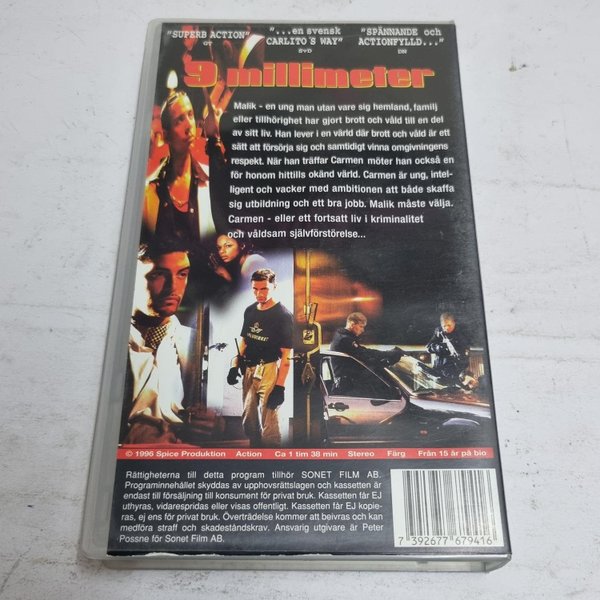 "SUPERB ACTION"
GT
"...en svensk
CARLITO'S WAY"
SvD
"SPÄNNANDE och
ACTIONFYLLD..."
DN
9 millimeter
Malik - en ung man utan vare sig hemland, familj
eller tillhörighet har gjort brott och våld till en del
av sitt liv. Han lever i en värld där brott och våld är ett
sätt att försörja sig och samtidigt vinna omgivningens
respekt. När han träffar Carmen möter han också en
för honom hittills okänd värld. Carmen är ung, intel-
ligent och vacker med ambitionen att både skaffa
sig utbildning och ett bra jobb. Malik måste välja.
Carmen - eller ett fortsatt liv i kriminalitet
och våldsam självförstörelse...
© 1996 Spice Produktion Action Ca 1 tim 38 min Stereo Färg Från 15 år på bio
Rättigheterna till detta program tillhör SONET FILM AB.
Programinnehållet skyddas av upphovsrättslagen och kassetten är
endast till försäljning till konsument för privat bruk. Kassetten får EJ
uthyras, vidarespridas eller visas offentligt. Kassetten får EJ kopie-
ras, ej ens för privat bruk. Överträdelse kommer att beivras och kan
medföra straff och skadeståndskrav. Ansvarig utgivare är Peter
Possne för Sonet Film AB.
7 392677 679416